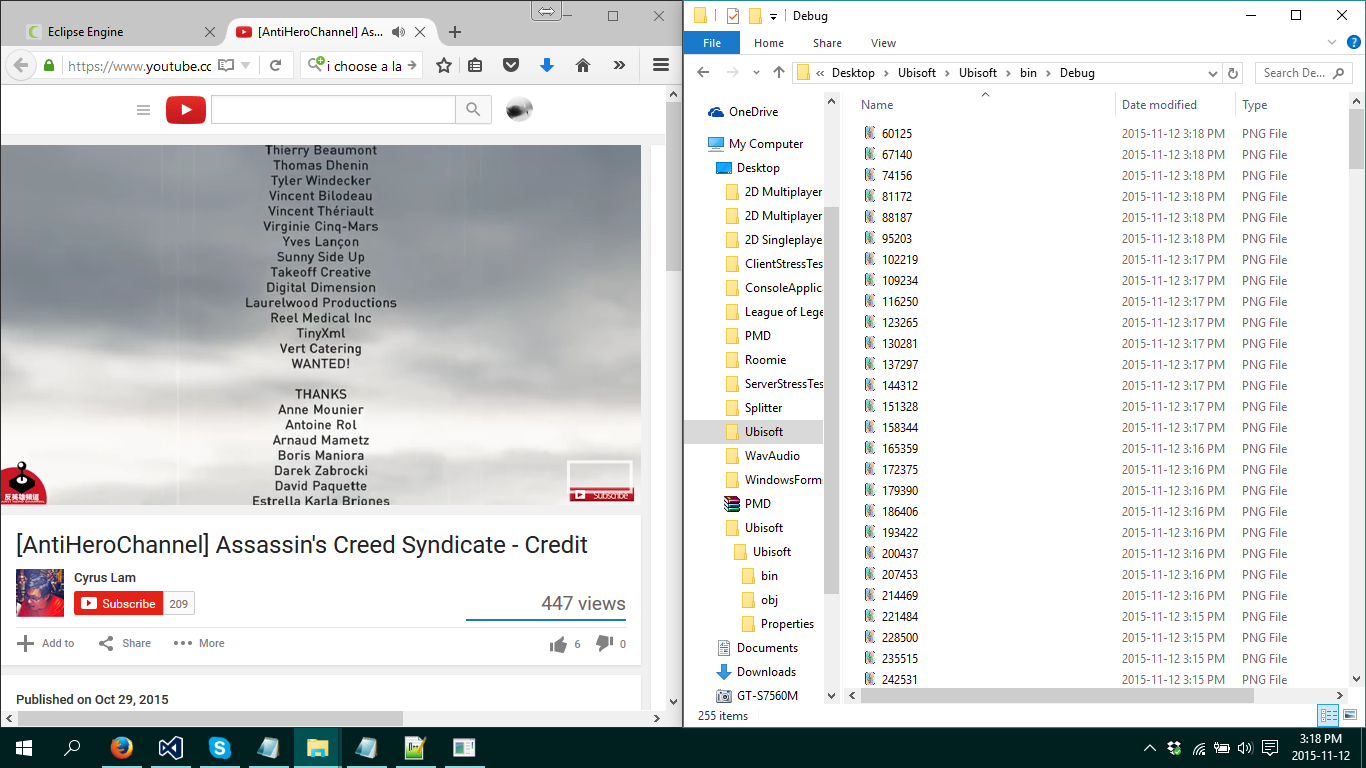 Eclipse Engine
[AntiHeroChannel] As...
https://www.youtube.cc
i choose a la
Thierry Beaumont
Thomas Dhenin
Tyler Windecker
Vincent Bilodeau
Vincent Thériault
Virginie Cinq-Mars
Yves Lançon
Sunny Side Up
Takeoff Creative
Digital Dimension
Laurelwood Productions
Reel Medical Inc
TinyXml
Vert Catering
WANTED!
THANKS
Anne Mounier
Antoine Rol
Arnaud Mametz
Boris Maniora
Darek Zabrocki
David Paquette
Estrella Karla Briones
反英雄頻道
Subscribe
[AntiHeroChannel] Assassin's Creed Syndicate - Credit
Cyrus Lam
Subscribe 209
447 views
Add to Share More 6 0
Published on Oct 29, 2015
Debug
File Home Share View
« Desktop Ubisoft Ubisoft bin Debug
Search De...
OneDrive
My Computer
Desktop
2D Multiplayer
2D Multiplayer
2D Singleplaye
ClientStressTes
ConsoleApplic
League of Lege
PMD
Roomie
ServerStressTes
Splitter
Ubisoft
WavAudio
WindowsForm
PMD
Ubisoft
Ubisoft
bin
obj
Properties
Documents
Downloads
GT-S7560M
Name Date modified Type
60125 2015-11-12 3:18 PM PNG File
67140 2015-11-12 3:18 PM PNG File
74156 2015-11-12 3:18 PM PNG File
81172 2015-11-12 3:18 PM PNG File
88187 2015-11-12 3:18 PM PNG File
95203 2015-11-12 3:18 PM PNG File
102219 2015-11-12 3:17 PM PNG File
109234 2015-11-12 3:17 PM PNG File
116250 2015-11-12 3:17 PM PNG File
123265 2015-11-12 3:17 PM PNG File
130281 2015-11-12 3:17 PM PNG File
137297 2015-11-12 3:17 PM PNG File
144312 2015-11-12 3:17 PM PNG File
151328 2015-11-12 3:17 PM PNG File
158344 2015-11-12 3:17 PM PNG File
165359 2015-11-12 3:16 PM PNG File
172375 2015-11-12 3:16 PM PNG File
179390 2015-11-12 3:16 PM PNG File
186406 2015-11-12 3:16 PM PNG File
193422 2015-11-12 3:16 PM PNG File
200437 2015-11-12 3:16 PM PNG File
207453 2015-11-12 3:16 PM PNG File
214469 2015-11-12 3:16 PM PNG File
221484 2015-11-12 3:15 PM PNG File
228500 2015-11-12 3:15 PM PNG File
235515 2015-11-12 3:15 PM PNG File
242531 2015-11-12 3:15 PM PNG File
255 items
3:18 PM
2015-11-12